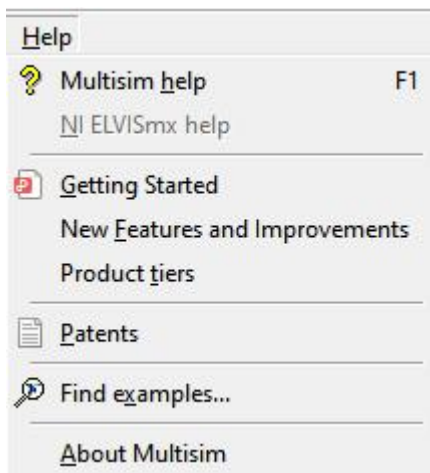 Help
Multisim help F1
NI ELVISmx help
Getting Started
New Features and Improvements
Product tiers
Patents
Find examples...
About Multisim